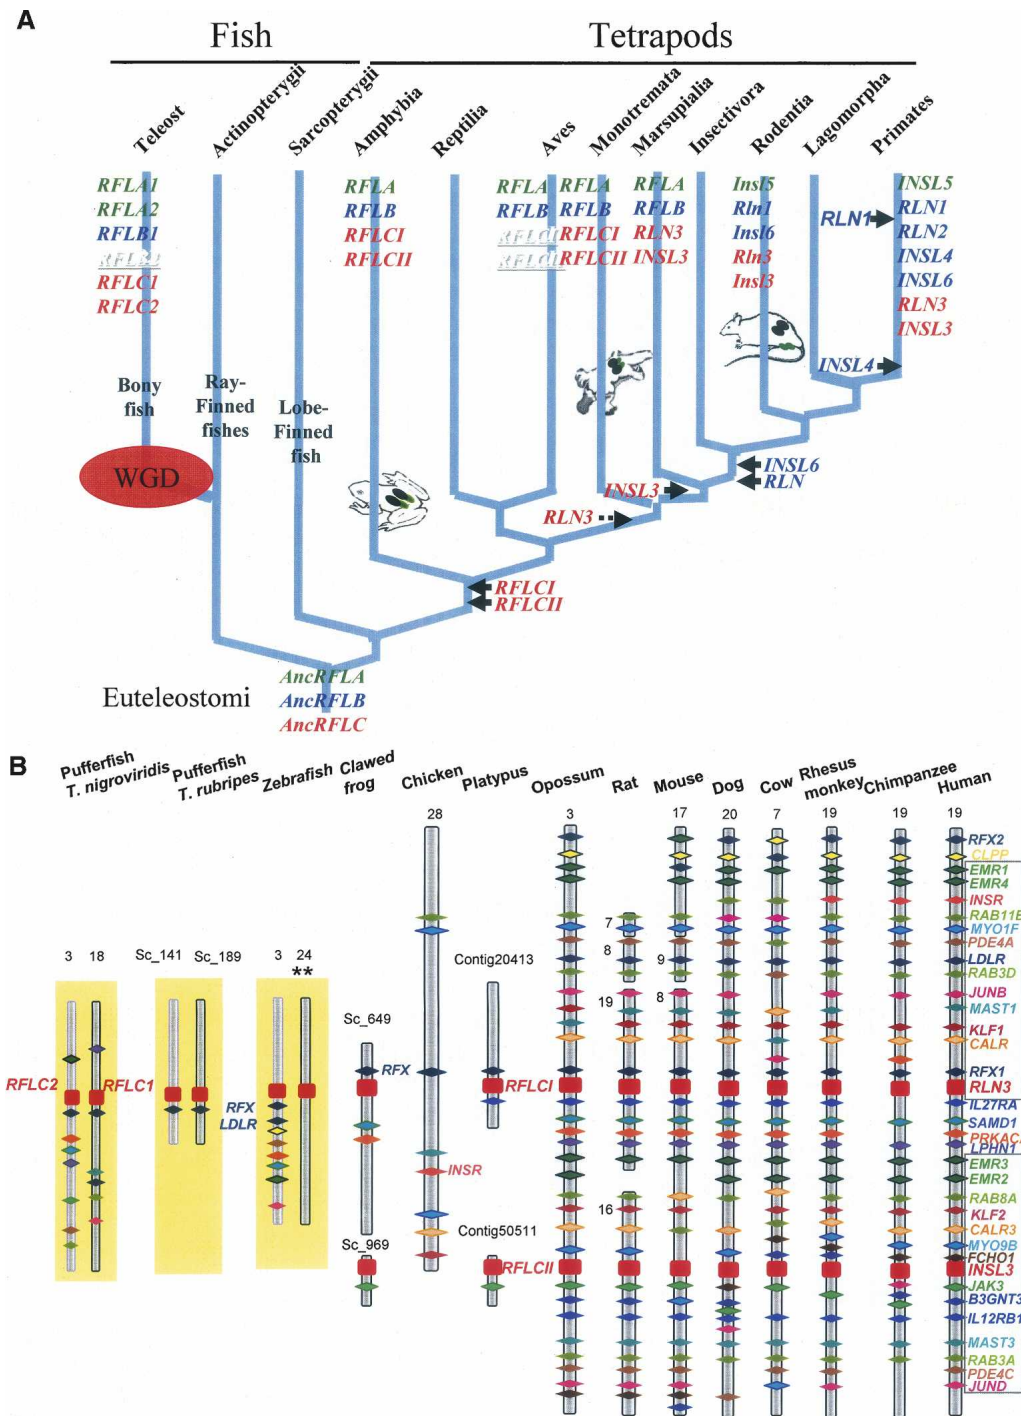 A
Fish
Tetrapods
Teleost
Actinopterygii
Sarcopterygii
Amphybia
Reptilia
Aves
Monotremata
Marsupialia
Insectivora
Rodentia
Lagomorpha
Primates
RFLA1
RFLA2
RFLB1
RFLC1
RFLC2
RFLA
RFLB
RFLCI
RFLCII
RFLA
RFLB
RFLCI
RFLCII
RFLA
RFLB
RFLCI
RFLCII
RFLA
RFLB
RLN3
INSL3
Insl5
Rln1
Insl6
Rln3
Insl3
RLN1
INSL5
RLN1
RLN2
INSL4
INSL6
RLN3
INSL3
Bony
fish
Ray-
Finned
fishes
Lobe-
Finned
fish
WGD
INSL4
INSL6
RLN
INSL3
RLN3
RFLCI
RFLCII
Euteleostomi
AncRFLA
AncRFLB
AncRFLC
B
Pufferfish
T. nigroviridis
Pufferfish
T. rubripes
Zebrafish
Clawed
frog
Chicken
Platypus
Opossum
Rat
Mouse
Dog
Cow
Rhesus
monkey
Chimpanzee
Human
28
3
17
20
7
19
19
19
3
18
Sc_141
Sc_189
3
24
**
Sc_649
Sc_969
Contig20413
Contig50511
7
8
19
16
9
8
RFLC2
RFLC1
RFX
LDLR
RFX
INSR
RFLCI
RFLCII
RFX2
CLPP
EMR1
EMR4
INSR
RAB11B
MYO1F
PDE4A
LDLR
RAB3D
JUNB
MAST1
KLF1
CALR
RFX1
RLN3
IL27RA
SAMD1
PRKACA
LPHN1
EMR3
EMR2
RAB8A
KLF2
CALR3
MYO9B
FCHO1
INSL3
JAK3
B3GNT3
IL12RB1
MAST3
RAB3A
PDE4C
JUND